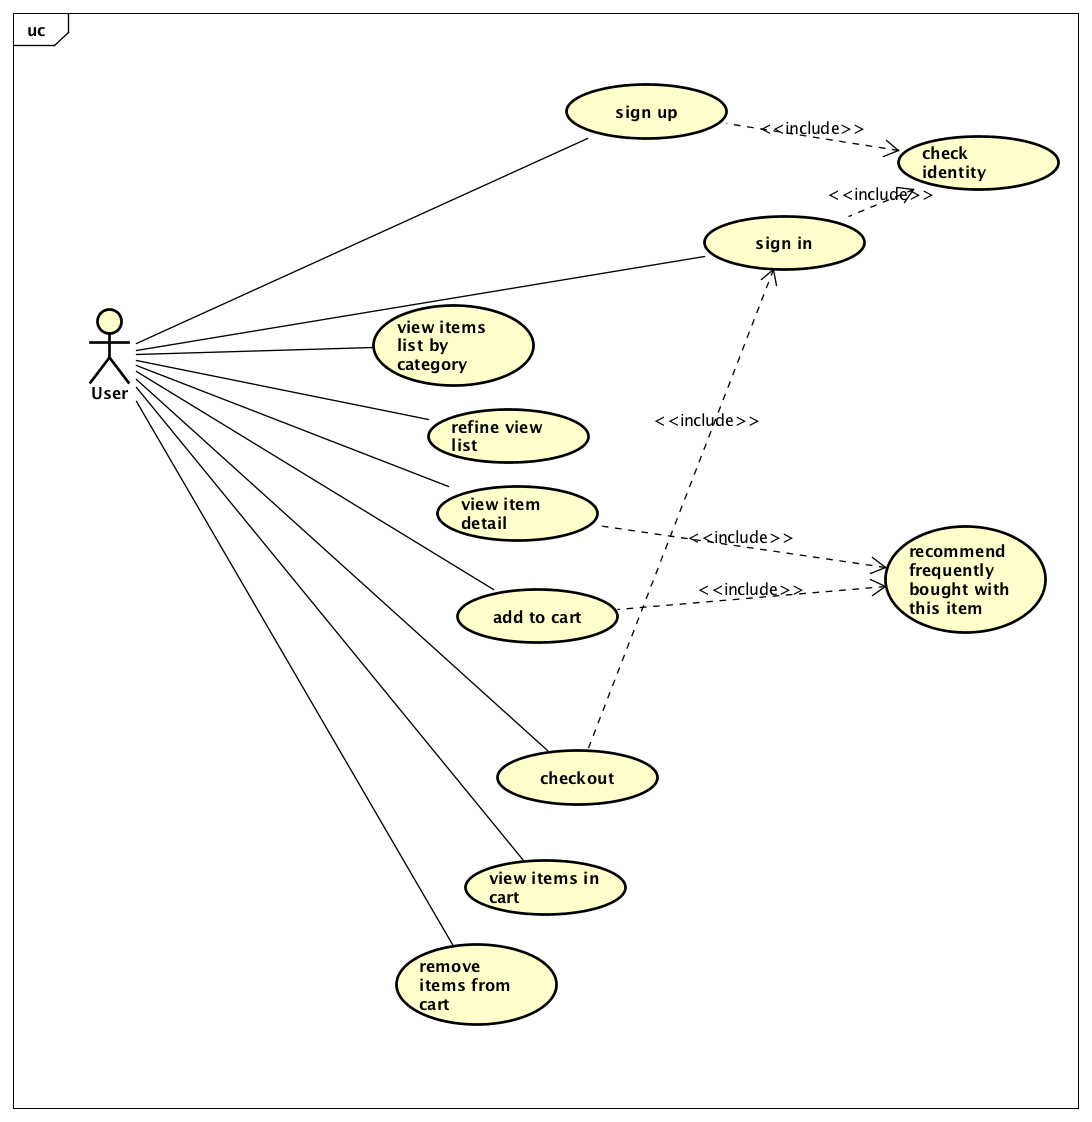 uc
sign up
<<include>>
check
identity
<<include>>
sign in
view items
list by
category
User
<<include>>
refine view
list
view item
detail
<<include>>
recommend
frequently
bought with
this item
<<include>>
add to cart
checkout
view items in
cart
remove
items from
cart